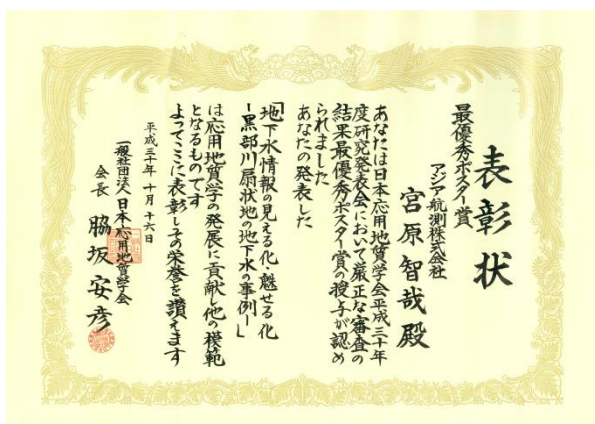 表彰状
最優秀ポスター賞
アジア航測株式会社
宮原智哉殿
あなたは日本応用地質学会平成三十年
度研究発表会において厳正な審査の
結果最優秀ポスター賞の授与が認め
られました
あなたの発表した
「地下水情報の見える化・魅せる化
ー黒部川扇状地の地下水の事例ー」
は応用地質学の発展に貢献し他の模範
となるものです
よってここに表彰しその栄誉を讃えます
平成三十年十月十六日
一般社団法人日本応用地質学会
会長 脇坂安彦